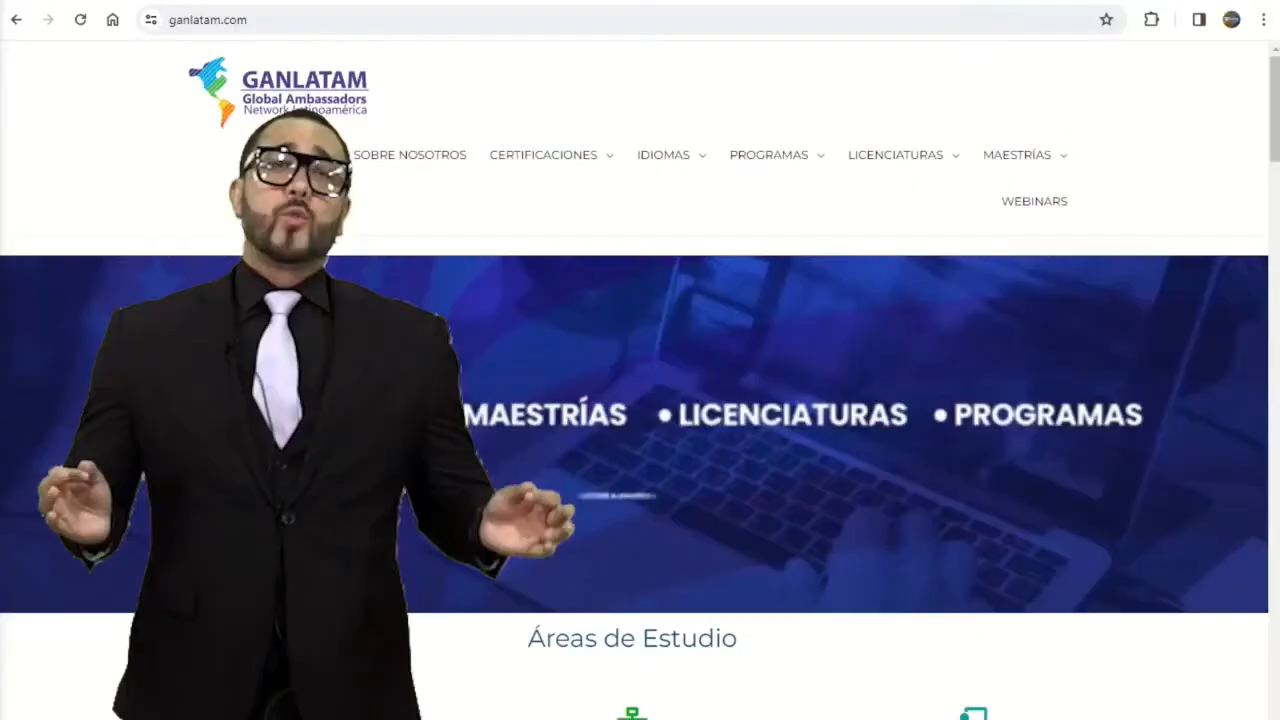 ganlatam.com
GANLATAM
Global Ambassadors
Network Latinoamérica
SOBRE NOSOTROS CERTIFICACIONES IDIOMAS PROGRAMAS LICENCIATURAS MAESTRÍAS
WEBINARS
MAESTRÍAS • LICENCIATURAS • PROGRAMAS
Áreas de Estudio